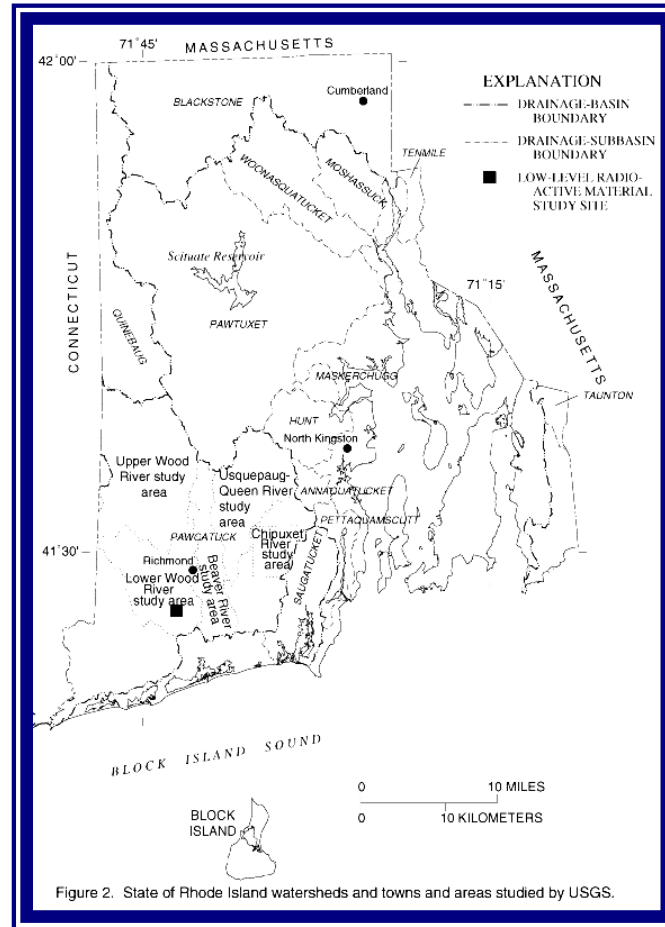 71°45'
MASSACHUSETTS
42°00'
Cumberland
BLACKSTONE
EXPLANATION
DRAINAGE-BASIN
BOUNDARY
DRAINAGE-SUBBASIN
BOUNDARY
LOW-LEVEL RADIO-
ACTIVE MATERIAL
STUDY SITE
TENMILE
MOSHASSUCK
WOONASQUATUCKET
Scituate Reservoir
CONNECTICUT
71°15'
MASSACHUSETTS
QUINEBAUG
PAWTUXET
MASKERCHUGG
TAUNTON
HUNT
North Kingston
Upper Wood
River study
area
Usquepaug-
Queen River
study
area
ANNAQUATUCKET
PETTAQUAMSCUTT
PAWCATUCK
Chipuxet
River
study
area
41°30'
Richmond
Lower Wood
River
study area
Beaver River
study area
SAUGATUCKET
BLOCK ISLAND SOUND
BLOCK
ISLAND
0 10 MILES
0 10 KILOMETERS
Figure 2. State of Rhode Island watersheds and towns and areas studied by USGS.